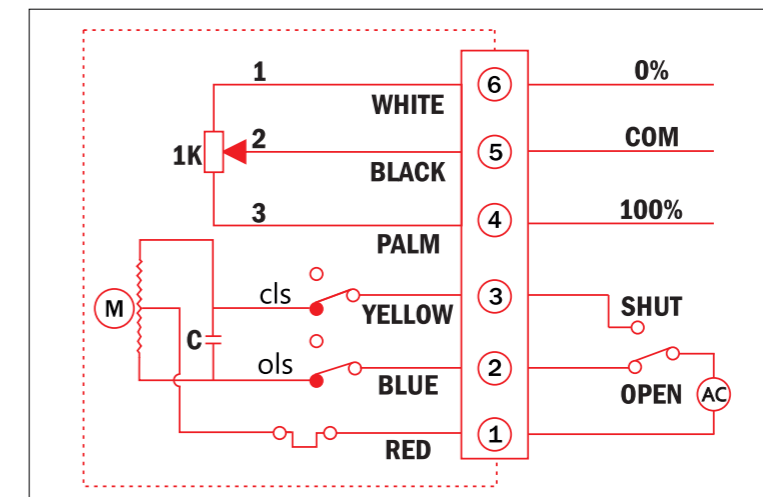 1 6 0%
WHITE
1K 2 5 COM
BLACK
3 4 100%
PALM
M cls 3 SHUT
YELLOW
C
ols 2 OPEN AC
BLUE
1
RED